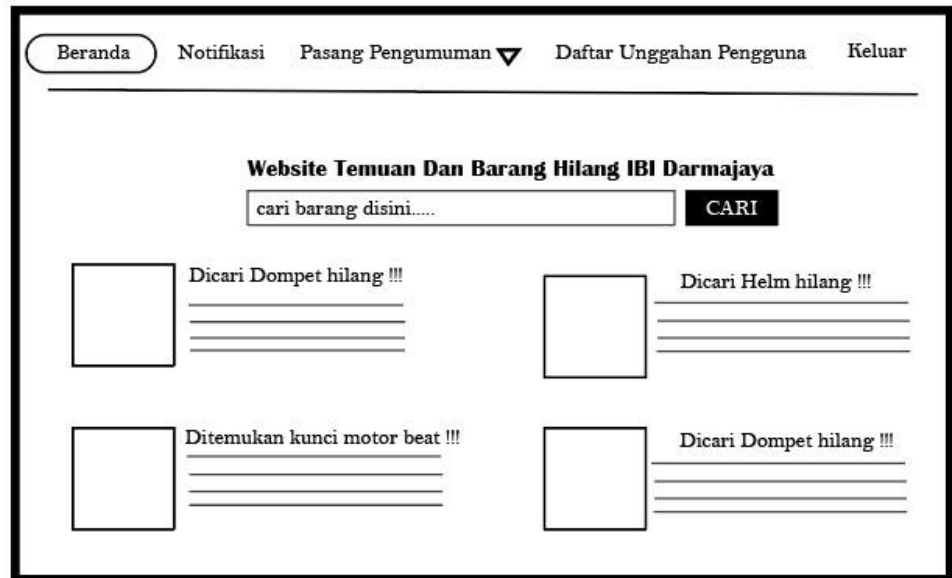 Beranda Notifikasi Pasang Pengumuman Daftar Unggahan Pengguna Keluar
Website Temuan Dan Barang Hilang IBI Darmajaya
cari barang disini..... CARI
Dicari Dompet hilang !!!
Dicari Helm hilang !!!
Ditemukan kunci motor beat !!!
Dicari Dompet hilang !!!